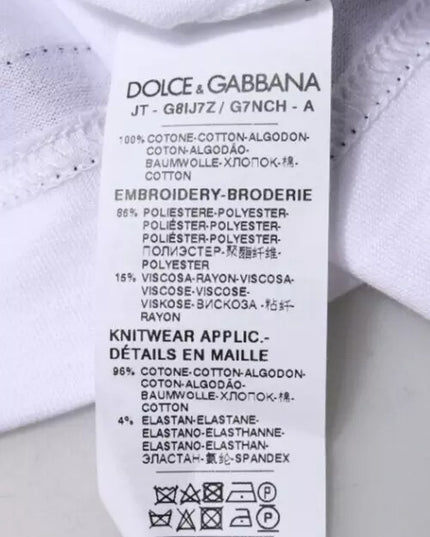 DOLCE & GABBANA
JT - G8IJ7Z / G7NCH - A
100% COTONE-COTTON-ALGODON-
COTON-ALGODÃO-
BAUMWOLLE-ХЛОПОК-棉-
COTTON
EMBROIDERY-BRODERIE
86% POLIESTERE-POLYESTER-
POLIÉSTER-POLYESTER-
POLIÉSTER-POLYESTER-
ПОЛИЭСТЕР-聚酯纤维-
POLYESTER
15% VISCOSA-RAYON-VISCOSA-
VISCOSE-VISCOSE-
VISKOSE-ВИСКОЗА-粘纤-
RAYON
KNITWEAR APPLIC.-
DÉTAILS EN MAILLE
96% COTONE-COTTON-ALGODON-
COTON-ALGODÃO-
BAUMWOLLE-ХЛОПОК-棉-
COTTON
4% ELASTAN-ELASTANE-
ELASTANO-ELASTHANNE-
ELASTANO-ELASTHAN-
ЭЛАСТАН-氨纶-SPANDEX
P
P